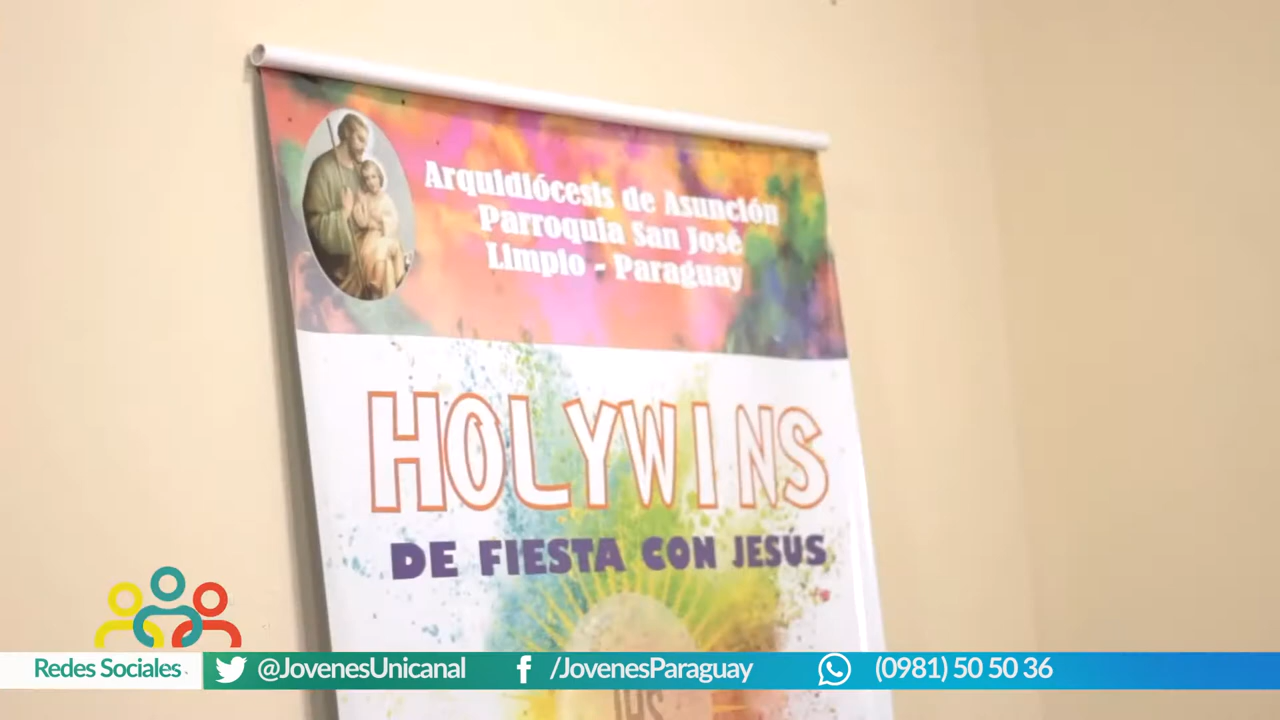 Arquidiócesis de Asunción
Parroquia San José
Limpio - Paraguay
HOLYWINS
DE FIESTA CON JESÚS
IHS
Redes Sociales
@JovenesUnicanal
/JovenesParaguay
(0981) 50 50 36